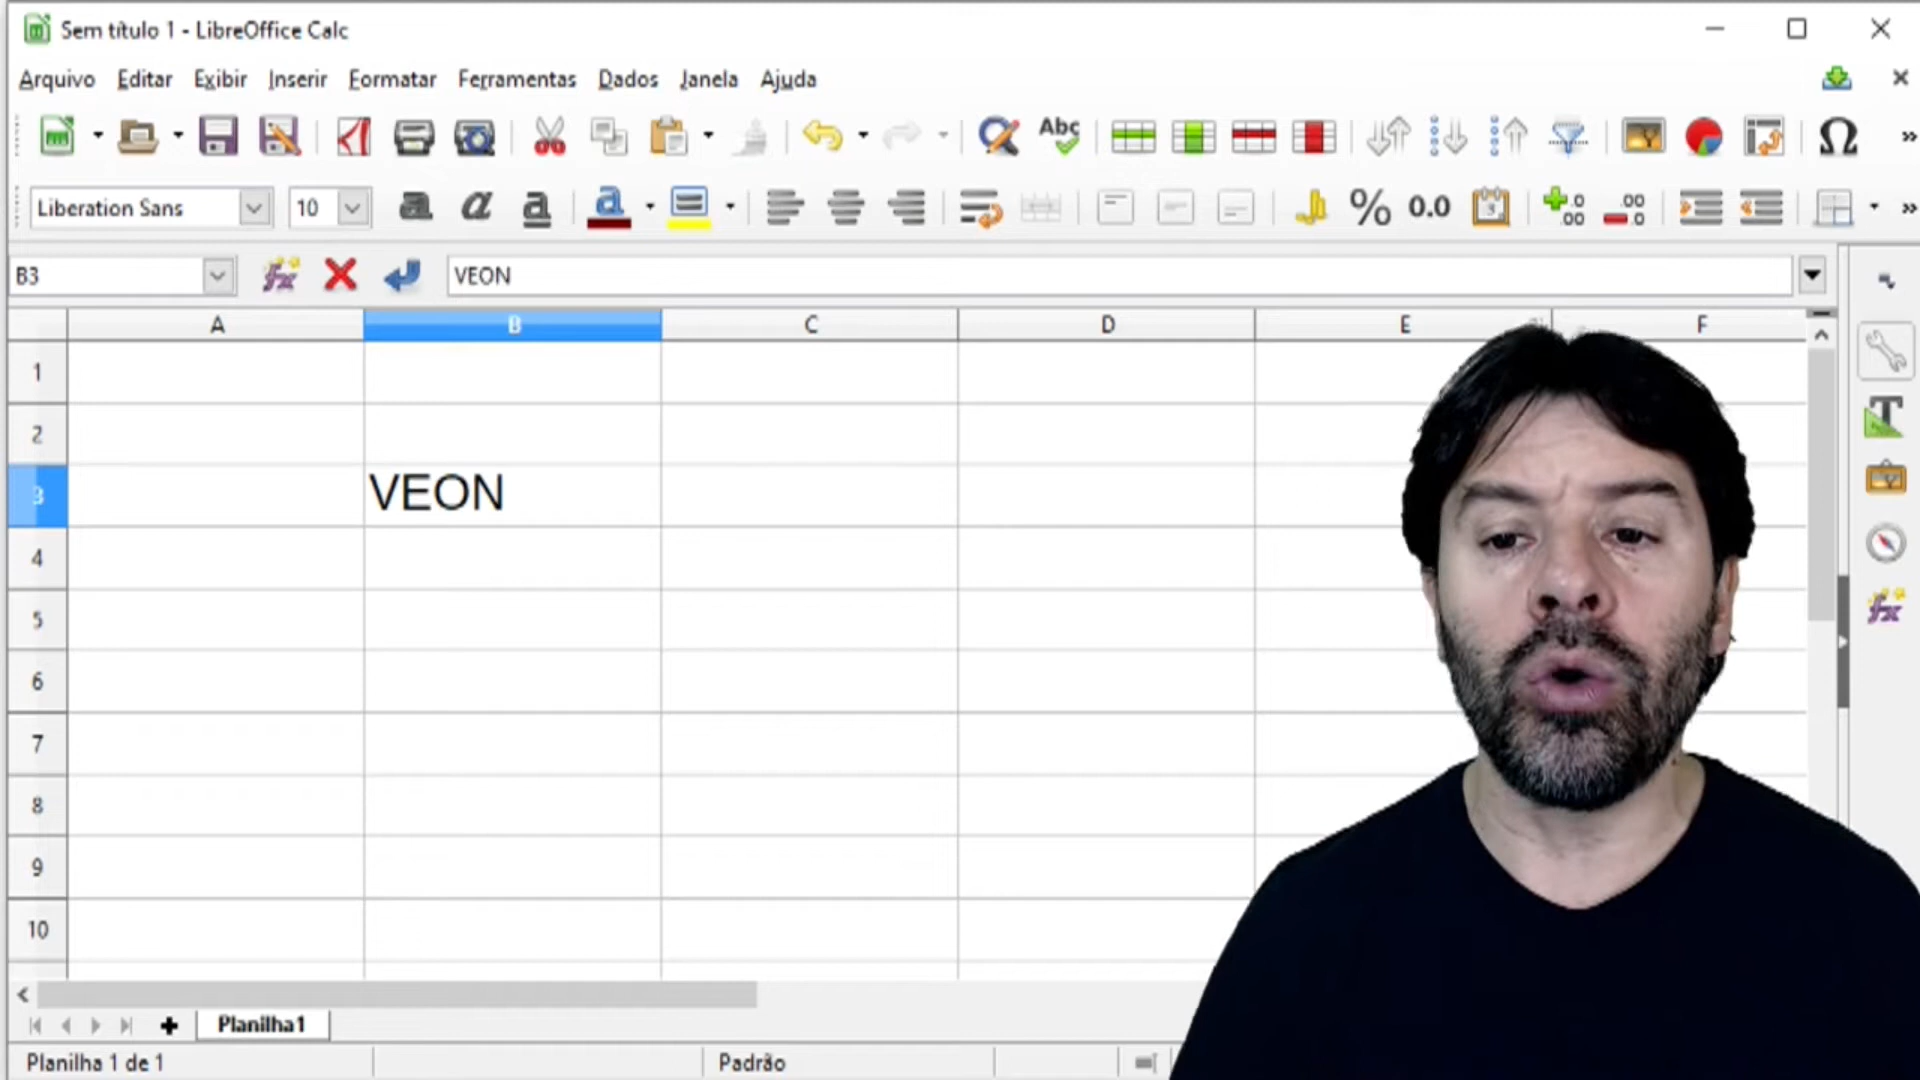 Sem título 1 - LibreOffice Calc
Arquivo Editar Exibir Inserir Formatar Ferramentas Dados Janela Ajuda
Abc
Liberation Sans 10 a a a a % 0.0
B3 fx VEON
A B C D E F
1
2
3 VEON
4
5
6
7
8
9
10
Planilha1
Planilha 1 de 1 Padrão